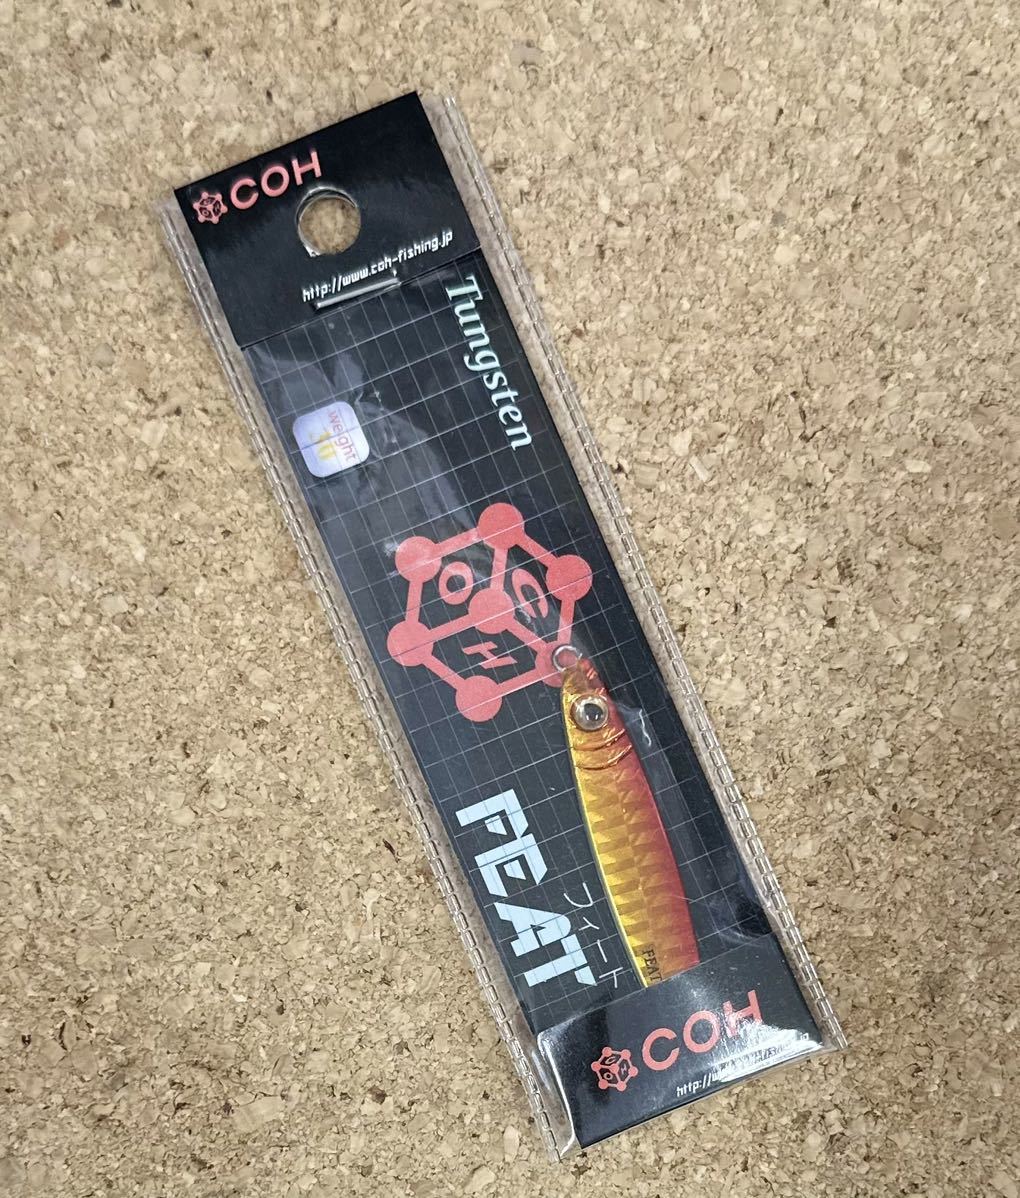 COH
http://www.coh-fishing.jp
Tungsten
weight
O C H
FEAT
フィート
FEAT
COH